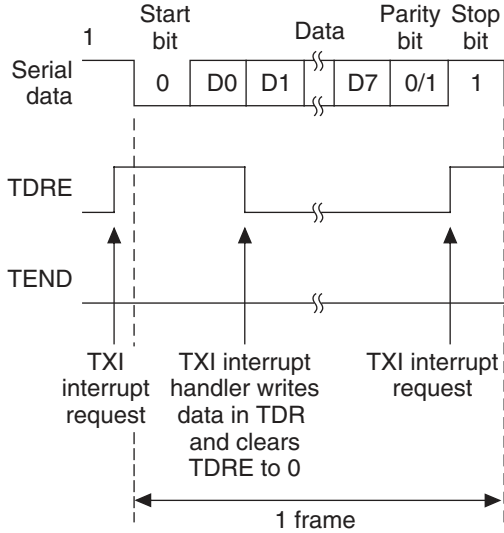 Start bit
Data
Parity bit
Stop bit
1
Serial data
0
D0
D1
D7
0/1
1
TDRE
TEND
TXI
interrupt
request
TXI interrupt
handler writes
data in TDR
and clears
TDRE to 0
TXI interrupt
request
1 frame